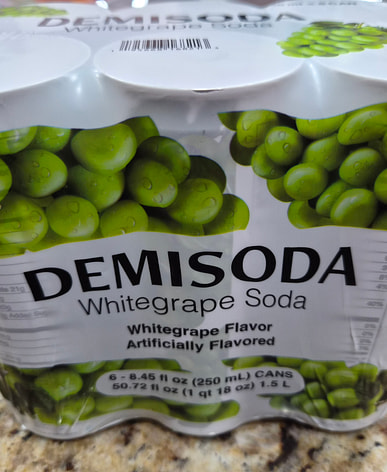 DEMISODA
Whitegrape Soda
DEMISODA
Whitegrape Soda
Whitegrape Flavor
Artificially Flavored
6 - 8.45 fl oz (250 mL) CANS
50.72 fl oz (1 qt 18 oz) 1.5 L